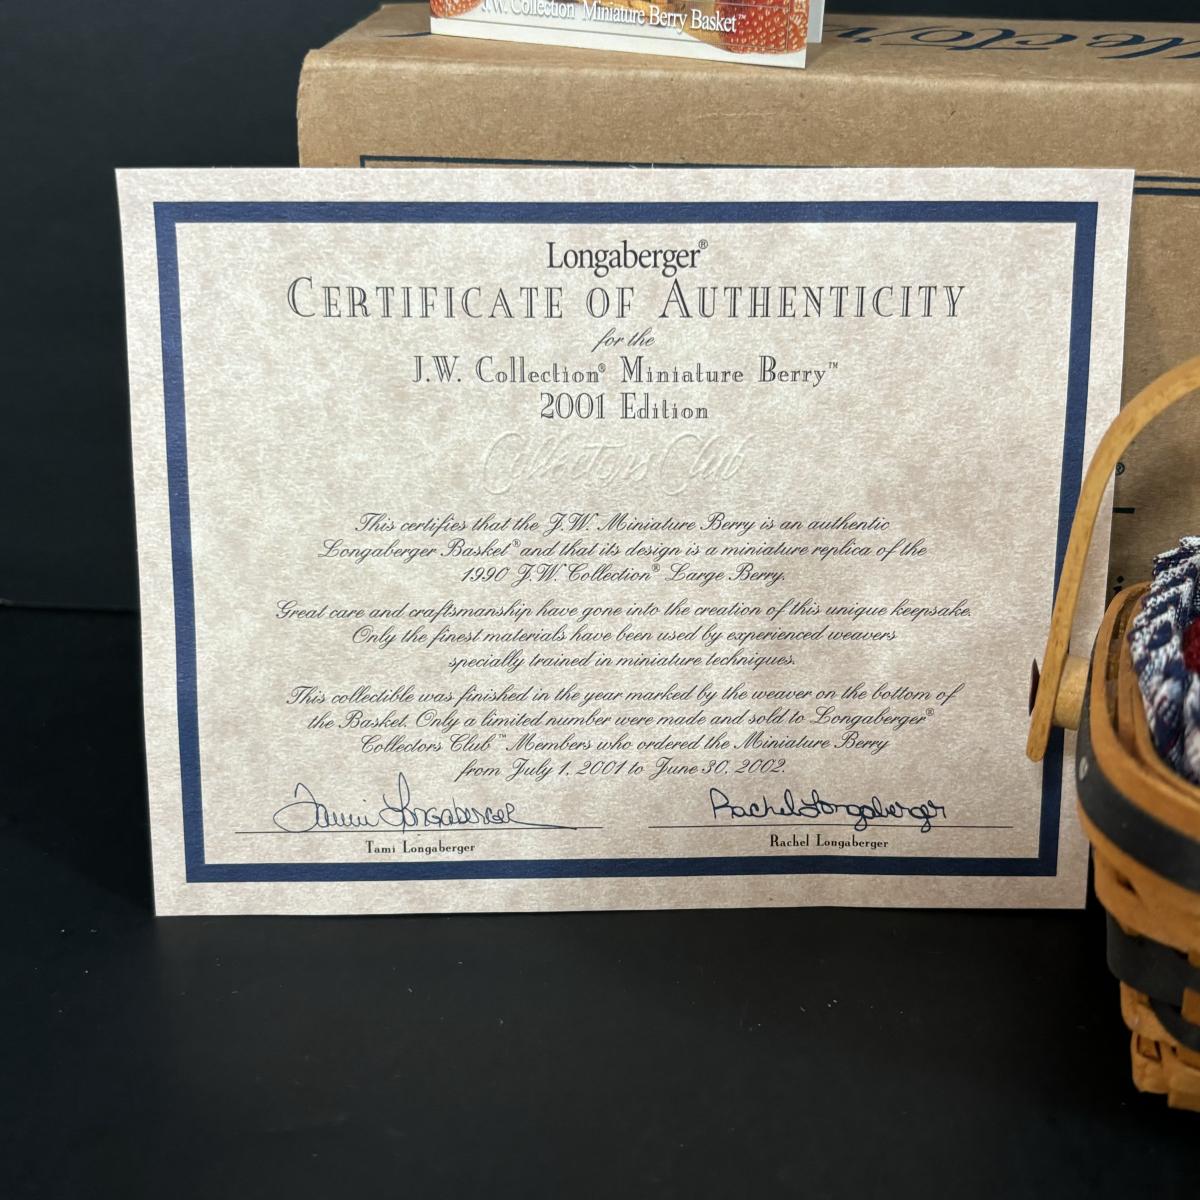 J.W. Collection Miniature Berry Basket™
Longaberger®
CERTIFICATE OF AUTHENTICITY
for the
J.W. Collection® Miniature Berry™
2001 Edition
Collectors Club
This certifies that the J.W. Miniature Berry is an authentic
Longaberger Basket® and that its design is a miniature replica of the
1990 J.W. Collection® Large Berry.
Great care and craftsmanship have gone into the creation of this unique keepsake.
Only the finest materials have been used by experienced weavers
specially trained in miniature techniques.
This collectible was finished in the year marked by the weaver on the bottom of
the Basket. Only a limited number were made and sold to Longaberger®
Collectors Club™ Members who ordered the Miniature Berry
from July 1, 2001 to June 30, 2002.
Tami Longaberger Rachel Longaberger
Tami Longaberger Rachel Longaberger